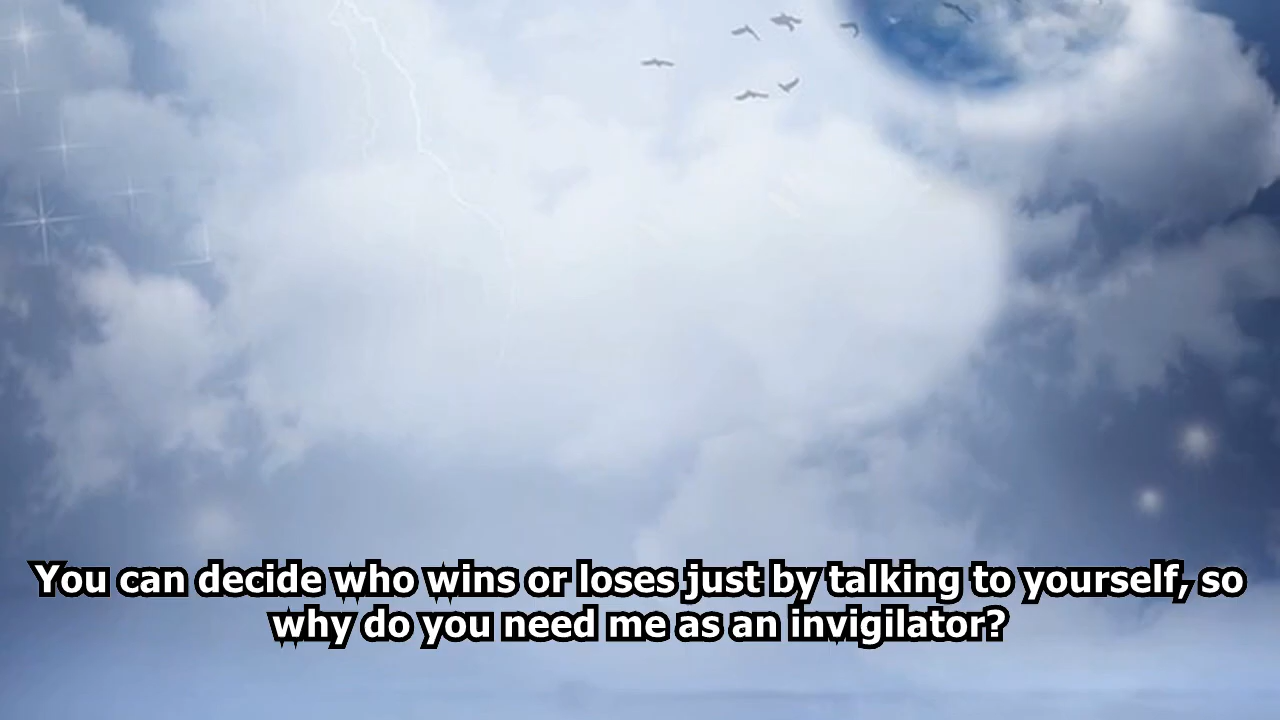 You can decide who wins or loses just by talking to yourself, so
why do you need me as an invigilator?